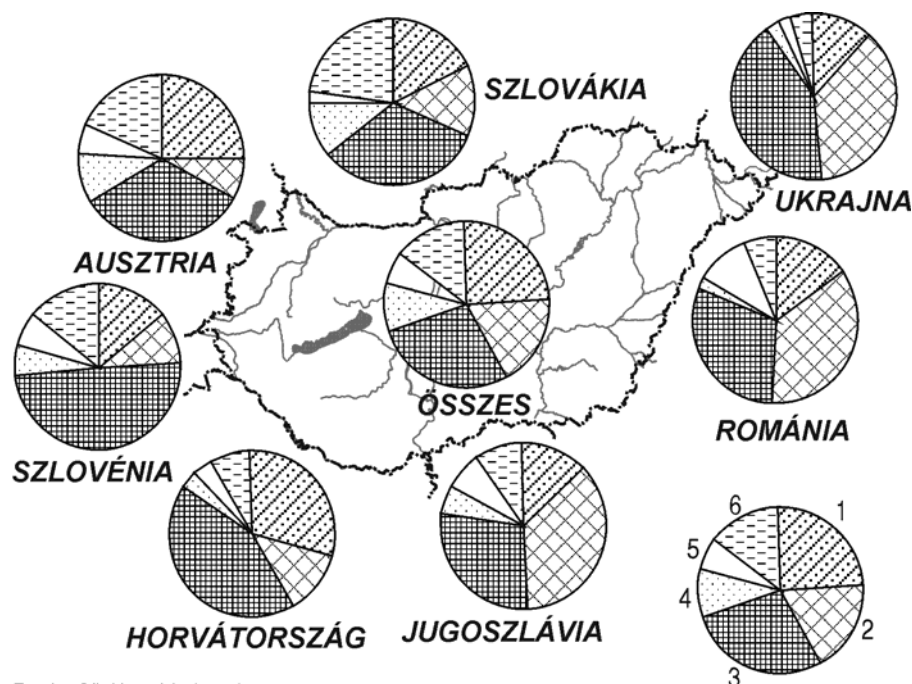 SZLOVÁKIA
UKRAJNA
AUSZTRIA
ÖSSZES
ROMÁNIA
SZLOVÉNIA
HORVÁTORSZÁG
JUGOSZLÁVIA
1
2
3
4
5
6